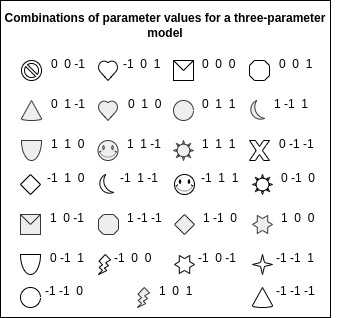 Combinations of parameter values for a three-parameter
model
0 0 -1 -1 0 1 0 0 0 0 0 1
0 1 -1 0 1 0 0 1 1 1 -1 1
1 1 0 1 1 -1 1 1 1 0 -1 -1
-1 1 0 -1 1 -1 -1 1 1 0 -1 0
1 0 -1 1 -1 -1 1 -1 0 1 0 0
0 -1 1 -1 0 0 -1 0 -1 -1 -1 1
-1 -1 0 1 0 1 -1 -1 -1